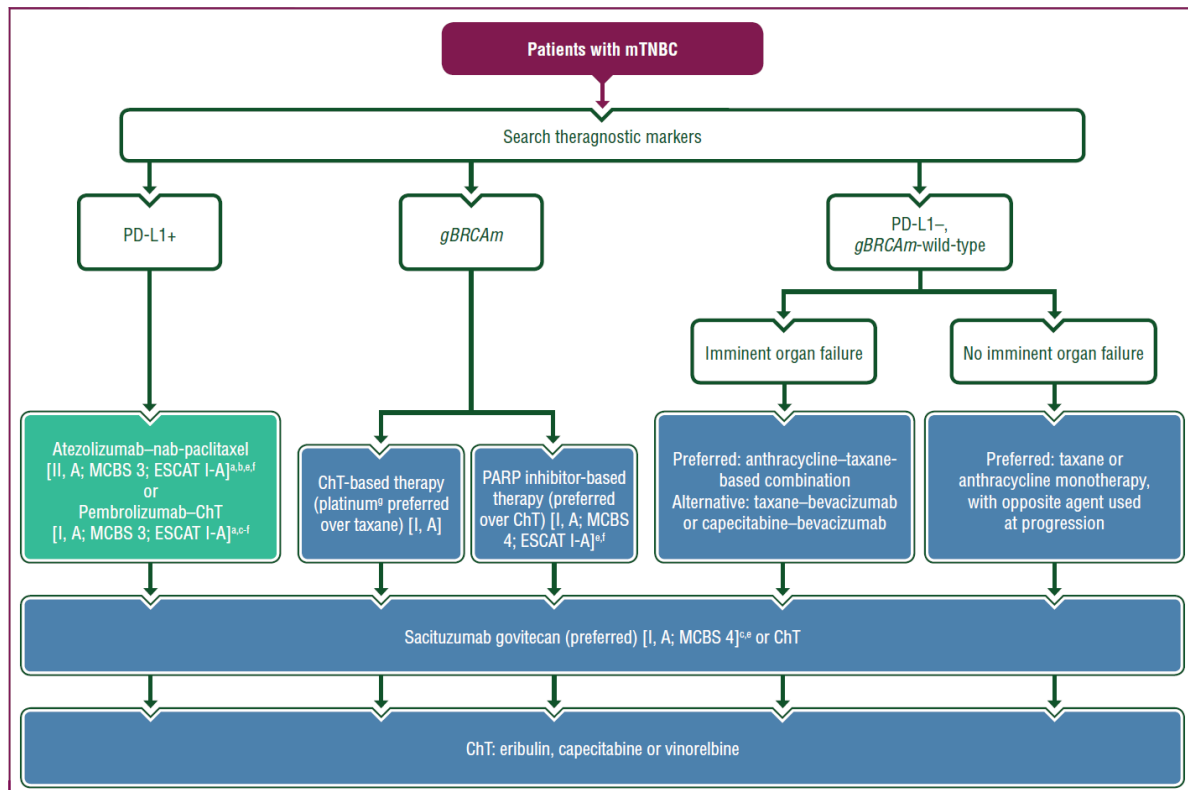 Patients with mTNBC
Search theragnostic markers
PD-L1+
gBRCAm
PD-L1–,
gBRCAm-wild-type
Imminent organ failure
No imminent organ failure
Atezolizumab–nab-paclitaxel
[II, A; MCBS 3; ESCAT I-A]a,b,e,f
or
Pembrolizumab–ChT
[I, A; MCBS 3; ESCAT I-A]a,c-f
ChT-based therapy
(platinumg preferred
over taxane) [I, A]
PARP inhibitor-based
therapy (preferred
over ChT) [I, A; MCBS
4; ESCAT I-A]e,f
Preferred: anthracycline–taxane-
based combination
Alternative: taxane–bevacizumab
or capecitabine–bevacizumab
Preferred: taxane or
anthracycline monotherapy,
with opposite agent used
at progression
Sacituzumab govitecan (preferred) [I, A; MCBS 4]c,e or ChT
ChT: eribulin, capecitabine or vinorelbine